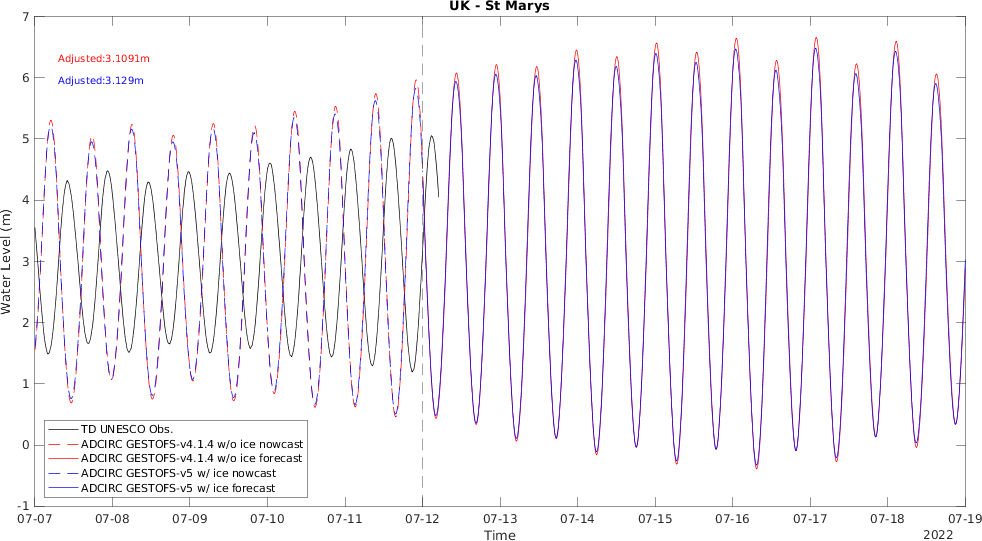 UK - St Marys
7
6
5
4
3
2
1
0
-1
Water Level (m)
Adjusted:3.1091m
Adjusted:3.129m
TD UNESCO Obs.
ADCIRC GESTOFS-v4.1.4 w/o ice nowcast
ADCIRC GESTOFS-v4.1.4 w/o ice forecast
ADCIRC GESTOFS-v5 w/ ice nowcast
ADCIRC GESTOFS-v5 w/ ice forecast
07-07 07-08 07-09 07-10 07-11 07-12 07-13 07-14 07-15 07-16 07-17 07-18 07-19
Time
2022